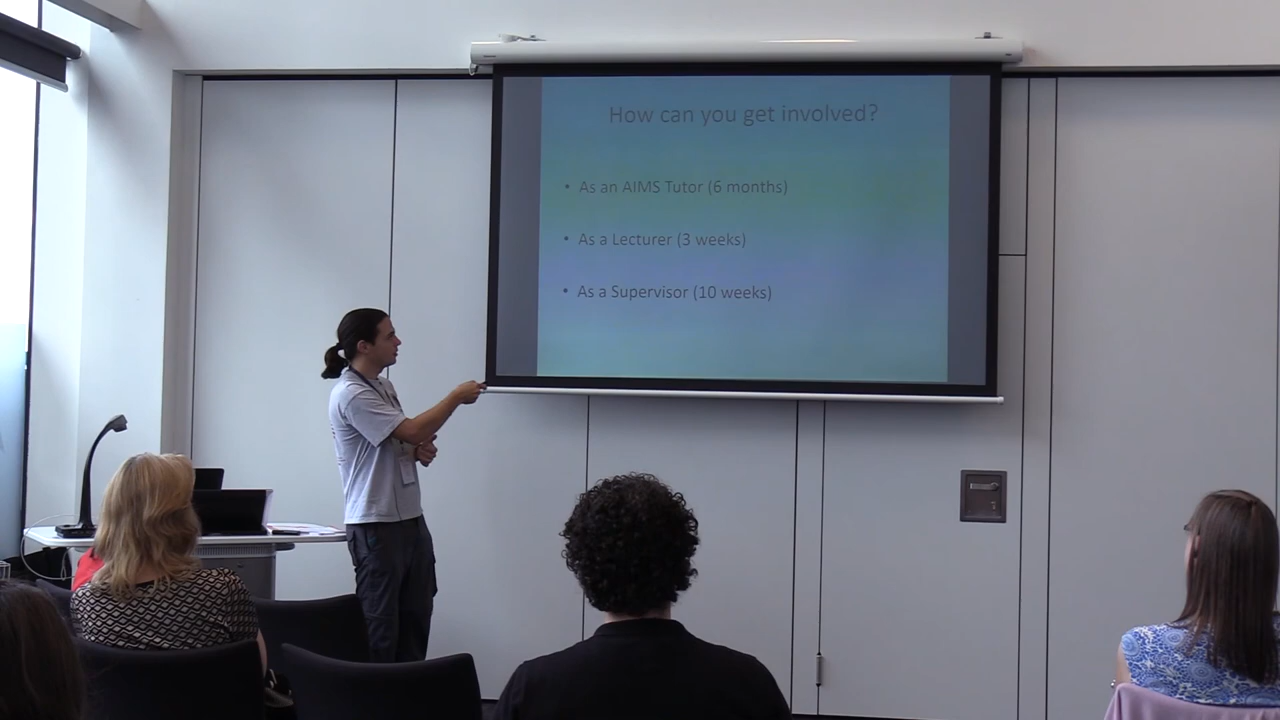 How can you get involved?
• As an AIMS Tutor (6 months)
• As a Lecturer (3 weeks)
• As a Supervisor (10 weeks)